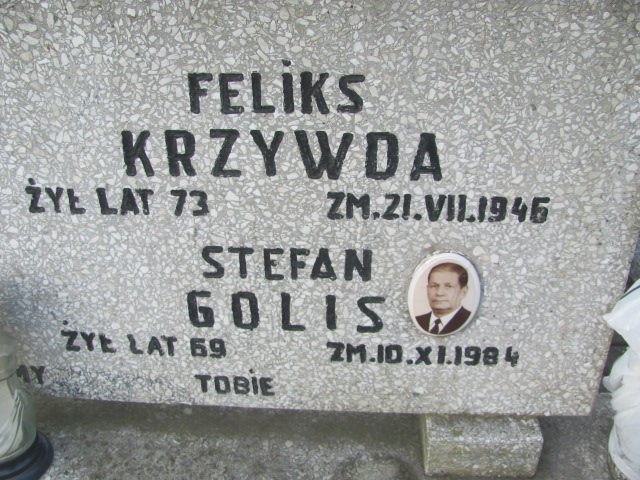 FELIKS
KRZYWDA
ŻYŁ LAT 73 ZM.21.VII.1946
STEFAN
GOLIS
ŻYŁ LAT 69 ZM.10.XI.1984
MY TOBIE